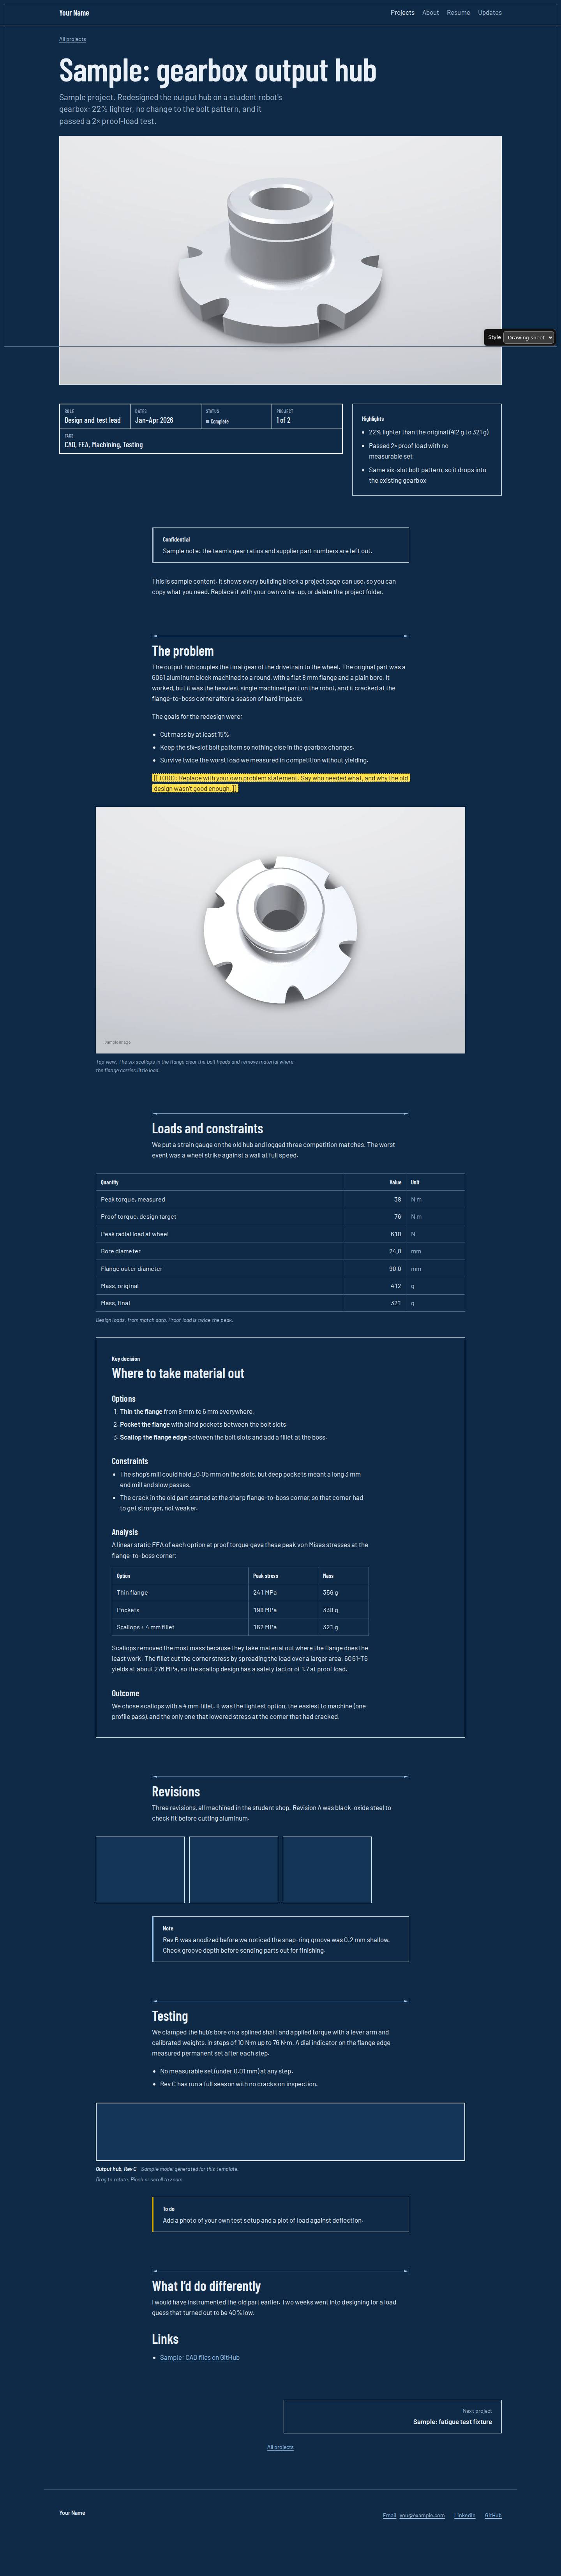 Your Name
Projects About Resume Updates
All projects
Sample: gearbox output hub
Sample project. Redesigned the output hub on a student robot's
gearbox: 22% lighter, no change to the bolt pattern, and it
passed a 2× proof-load test.
Style Drawing sheet
ROLE
Design and test lead
DATES
Jan–Apr 2026
STATUS
Complete
PROJECT
1 of 2
TAGS
CAD, FEA, Machining, Testing
Highlights
• 22% lighter than the original (412 g to 321 g)
• Passed 2× proof load with no
measurable set
• Same six-slot bolt pattern, so it drops into
the existing gearbox
Confidential
Sample note: the team's gear ratios and supplier part numbers are left out.
This is sample content. It shows every building block a project page can use, so you can
copy what you need. Replace it with your own write-up, or delete the project folder.
The problem
The output hub couples the final gear of the drivetrain to the wheel. The original part was a
6061 aluminum block machined to a round, with a flat 8 mm flange and a plain bore. It
worked, but it was the heaviest single machined part on the robot, and it cracked at the
flange-to-boss corner after a season of hard impacts.
The goals for the redesign were:
• Cut mass by at least 15%.
• Keep the six-slot bolt pattern so nothing else in the gearbox changes.
• Survive twice the worst load we measured in competition without yielding.
[[TODO: Replace with your own problem statement. Say who needed what, and why the old
design wasn't good enough. ]]
Sample image
Top view. The six scallops in the flange clear the bolt heads and remove material where
the flange carries little load.
Loads and constraints
We put a strain gauge on the old hub and logged three competition matches. The worst
event was a wheel strike against a wall at full speed.
Quantity Value Unit
Peak torque, measured 38 N·m
Proof torque, design target 76 N·m
Peak radial load at wheel 610 N
Bore diameter 24.0 mm
Flange outer diameter 90.0 mm
Mass, original 412 g
Mass, final 321 g
Design loads, from match data. Proof load is twice the peak.
Key decision
Where to take material out
Options
1. Thin the flange from 8 mm to 6 mm everywhere.
2. Pocket the flange with blind pockets between the bolt slots.
3. Scallop the flange edge between the bolt slots and add a fillet at the boss.
Constraints
• The shop's mill could hold ±0.05 mm on the slots, but deep pockets meant a long 3 mm
end mill and slow passes.
• The crack in the old part started at the sharp flange-to-boss corner, so that corner had
to get stronger, not weaker.
Analysis
A linear static FEA of each option at proof torque gave these peak von Mises stresses at the
flange-to-boss corner:
Option Peak stress Mass
Thin flange 241 MPa 356 g
Pockets 198 MPa 338 g
Scallops + 4 mm fillet 162 MPa 321 g
Scallops removed the most mass because they take material out where the flange does the
least work. The fillet cut the corner stress by spreading the load over a larger area. 6061-T6
yields at about 276 MPa, so the scallop design has a safety factor of 1.7 at proof load.
Outcome
We chose scallops with a 4 mm fillet. It was the lightest option, the easiest to machine (one
profile pass), and the only one that lowered stress at the corner that had cracked.
Revisions
Three revisions, all machined in the student shop. Revision A was black-oxide steel to
check fit before cutting aluminum.
Note
Rev B was anodized before we noticed the snap-ring groove was 0.2 mm shallow.
Check groove depth before sending parts out for finishing.
Testing
We clamped the hub's bore on a splined shaft and applied torque with a lever arm and
calibrated weights, in steps of 10 N·m up to 76 N·m. A dial indicator on the flange edge
measured permanent set after each step.
• No measurable set (under 0.01 mm) at any step.
• Rev C has run a full season with no cracks on inspection.
Output hub, Rev C Sample model generated for this template.
Drag to rotate. Pinch or scroll to zoom.
To do
Add a photo of your own test setup and a plot of load against deflection.
What I'd do differently
I would have instrumented the old part earlier. Two weeks went into designing for a load
guess that turned out to be 40% low.
Links
• Sample: CAD files on GitHub
Next project
Sample: fatigue test fixture
All projects
Your Name
Email you@example.com LinkedIn GitHub